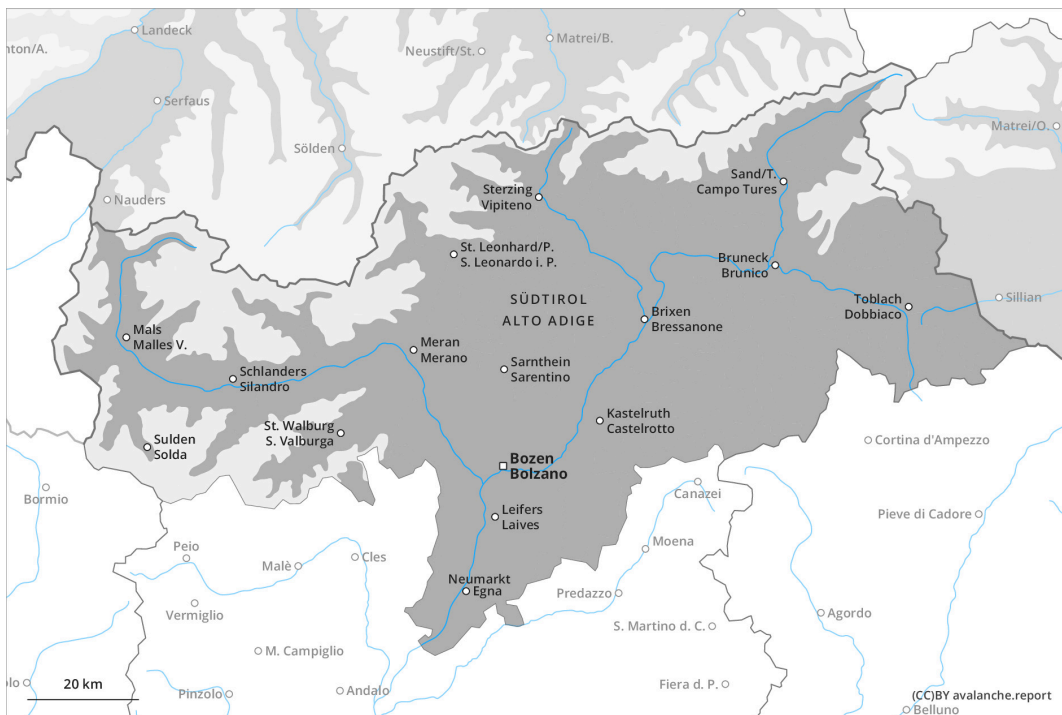 Landeck
nton/A.
Neustift/St.
Matrei/B.
Serfaus
Matrei/O.
Sölden
Nauders
Sterzing
Vipiteno
Sand/T.
Campo Tures
St. Leonhard/P.
S. Leonardo i. P.
Bruneck
Brunico
SÜDTIROL
ALTO ADIGE
Toblach
Dobbiaco
Sillian
Brixen
Bressanone
Mals
Malles V.
Meran
Merano
Schlanders
Silandro
Sarnthein
Sarentino
Kastelruth
Castelrotto
St. Walburg
S. Valburga
Sulden
Solda
Cortina d'Ampezzo
Bozen
Bolzano
Bormio
Canazei
Leifers
Laives
Pieve di Cadore
Peio
Malè
Cles
Moena
Neumarkt
Egna
Predazzo
Vermiglio
Agordo
S. Martino d. C.
M. Campiglio
olo
20 km
Pinzolo
Andalo
Fiera d. P.
(CC)BY avalanche.report
Belluno